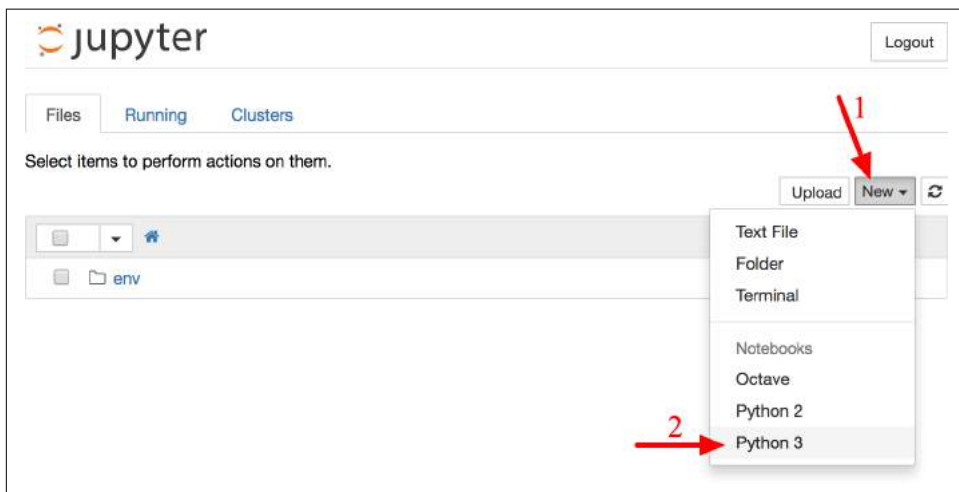 jupyter
Logout
Files Running Clusters
1
Select items to perform actions on them.
Upload New
Text File
env
Folder
Terminal
Notebooks
Octave
Python 2
2
Python 3